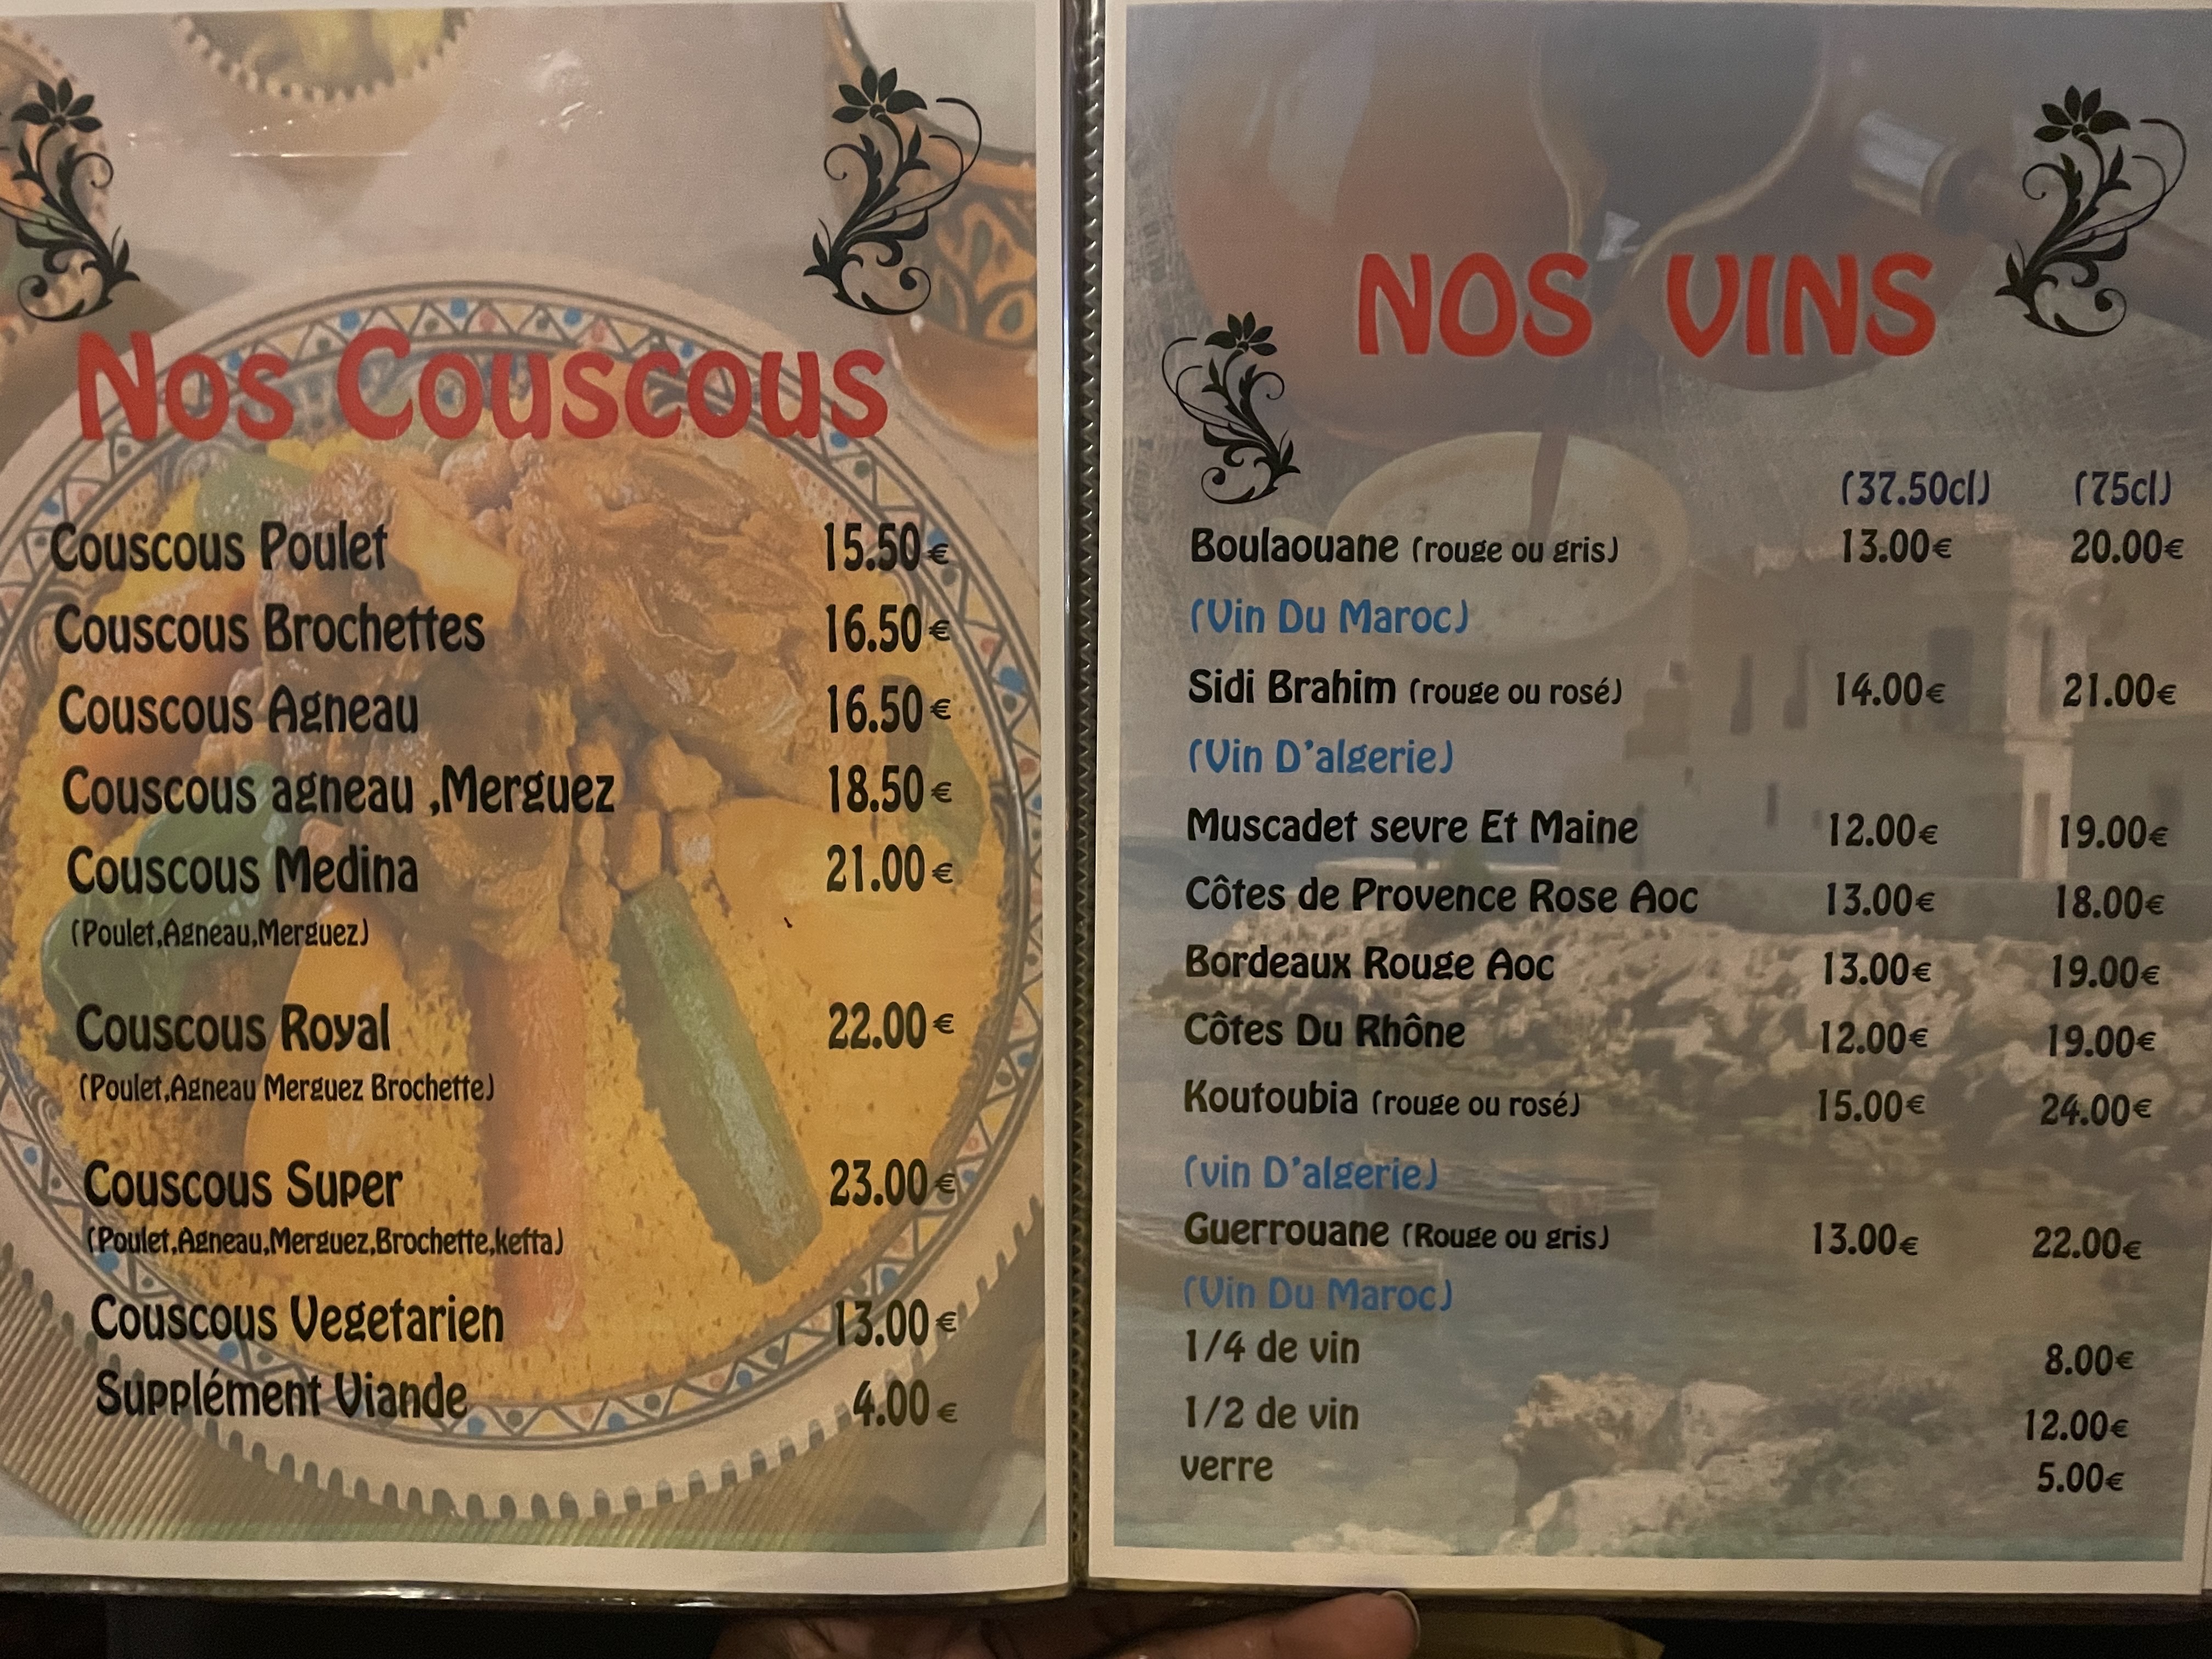 Nos Couscous
Couscous Poulet 15.50€
Couscous Brochettes 16.50€
Couscous Agneau 16.50€
Couscous agneau ,Merguez 18.50€
Couscous Medina 21.00€
(Poulet,Agneau,Merguez)
Couscous Royal 22.00€
(Poulet,Agneau Merguez Brochette)
Couscous Super 23.00€
(Poulet,Agneau,Merguez,Brochette,kefta)
Couscous Vegetarien 13.00€
Supplément Viande 4.00€
NOS VINS
(37.50cl) (75cl)
Boulaouane (rouge ou gris) 13.00€ 20.00€
(Vin Du Maroc)
Sidi Brahim (rouge ou rosé) 14.00€ 21.00€
(Vin D'algerie)
Muscadet sevre Et Maine 12.00€ 19.00€
Côtes de Provence Rose Aoc 13.00€ 18.00€
Bordeaux Rouge Aoc 13.00€ 19.00€
Côtes Du Rhône 12.00€ 19.00€
Koutoubia (rouge ou rosé) 15.00€ 24.00€
(vin D'algerie)
Guerrouane (Rouge ou gris) 13.00€ 22.00€
(Vin Du Maroc)
1/4 de vin 8.00€
1/2 de vin 12.00€
verre 5.00€